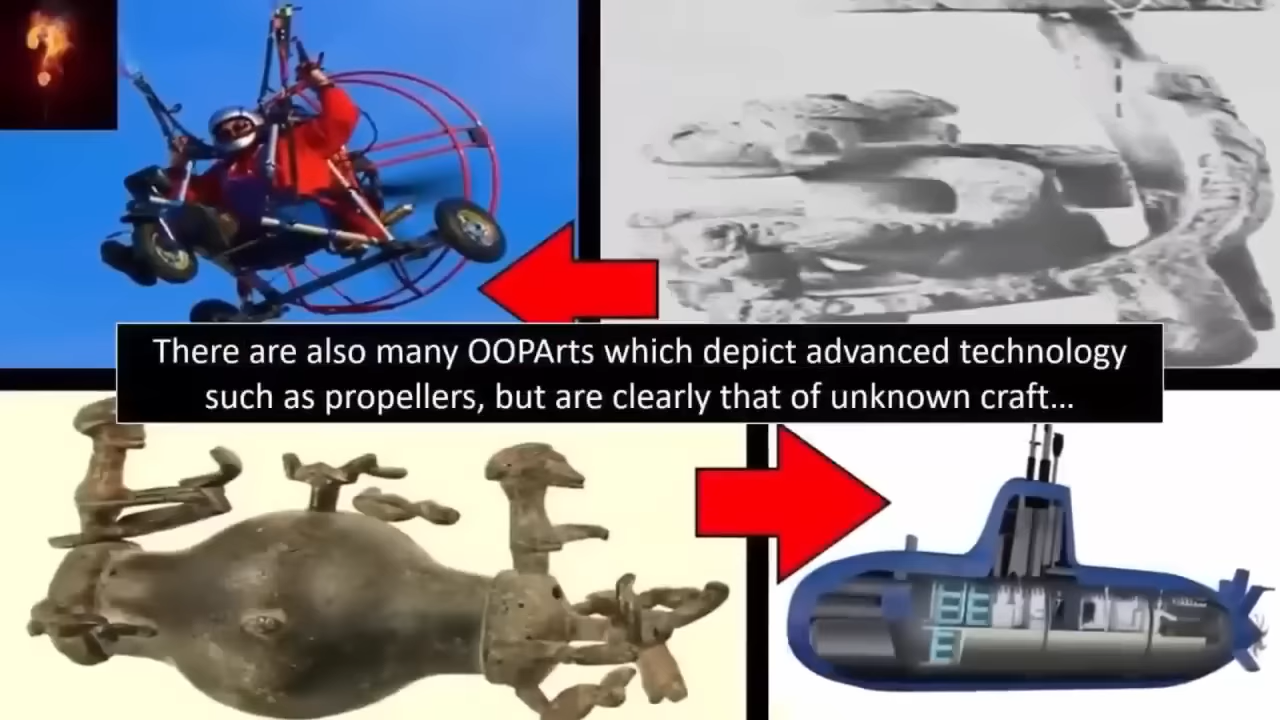 There are also many OOPArts which depict advanced technology
such as propellers, but are clearly that of unknown craft...